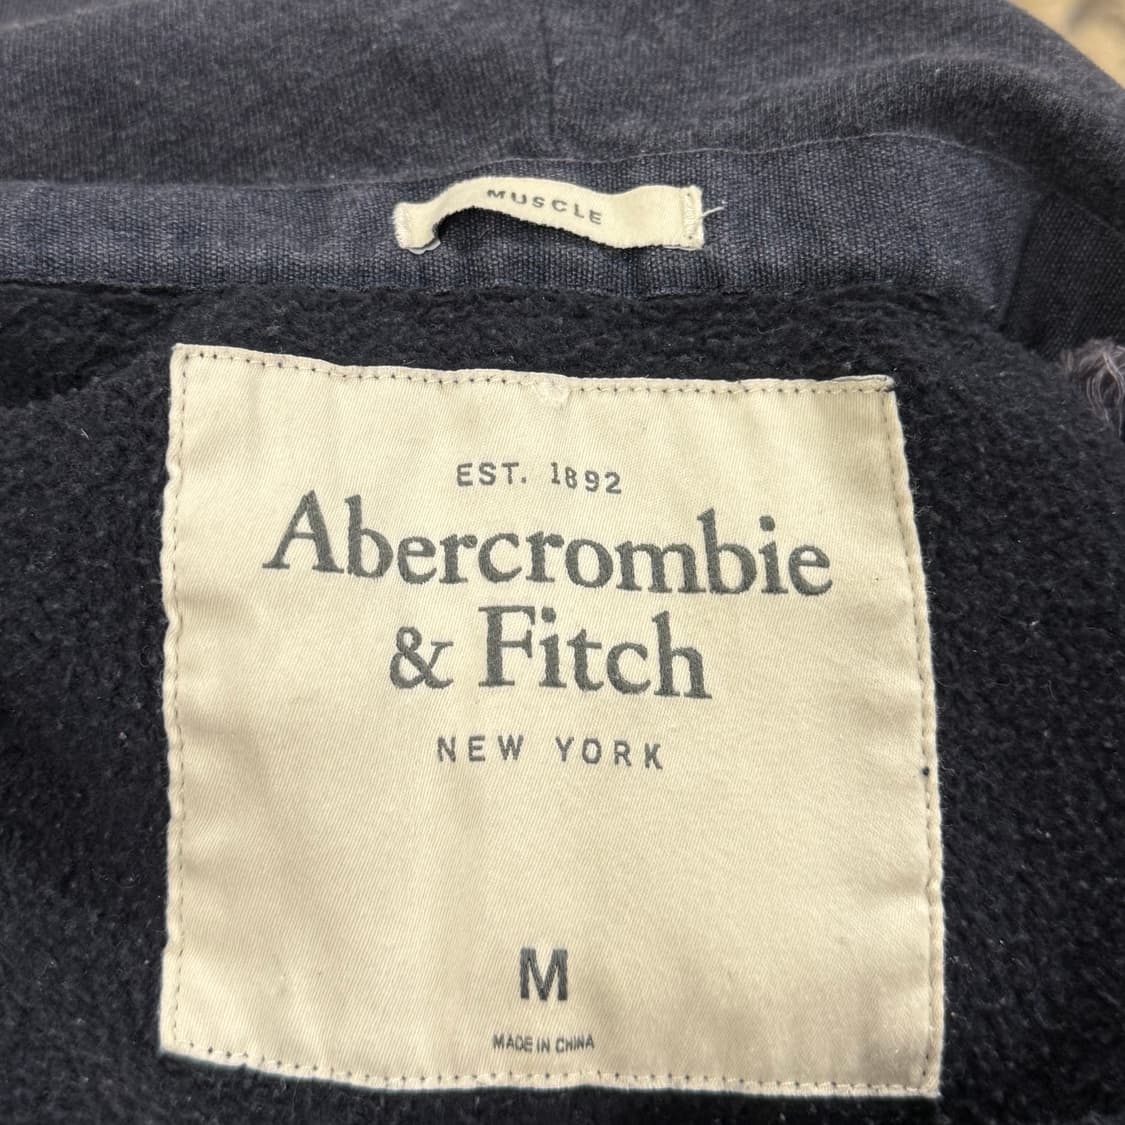 MUSCLE
EST. 1892
Abercrombie
& Fitch
NEW YORK
M
MADE IN CHINA